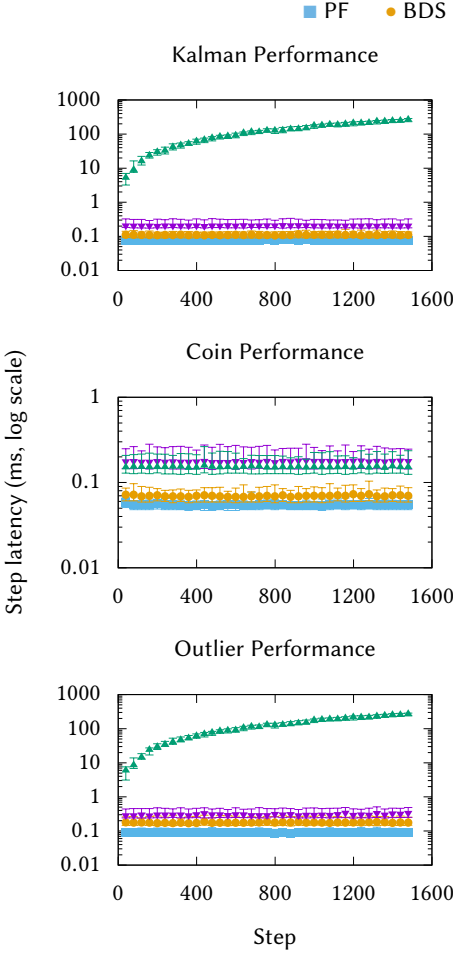 PF BDS
Kalman Performance
1000
100
10
1
0.1
0.01
0 400 800 1200 1600
Coin Performance
1
0.1
0.01
0 400 800 1200 1600
Outlier Performance
1000
100
10
1
0.1
0.01
0 400 800 1200 1600
Step
Step latency (ms, log scale)